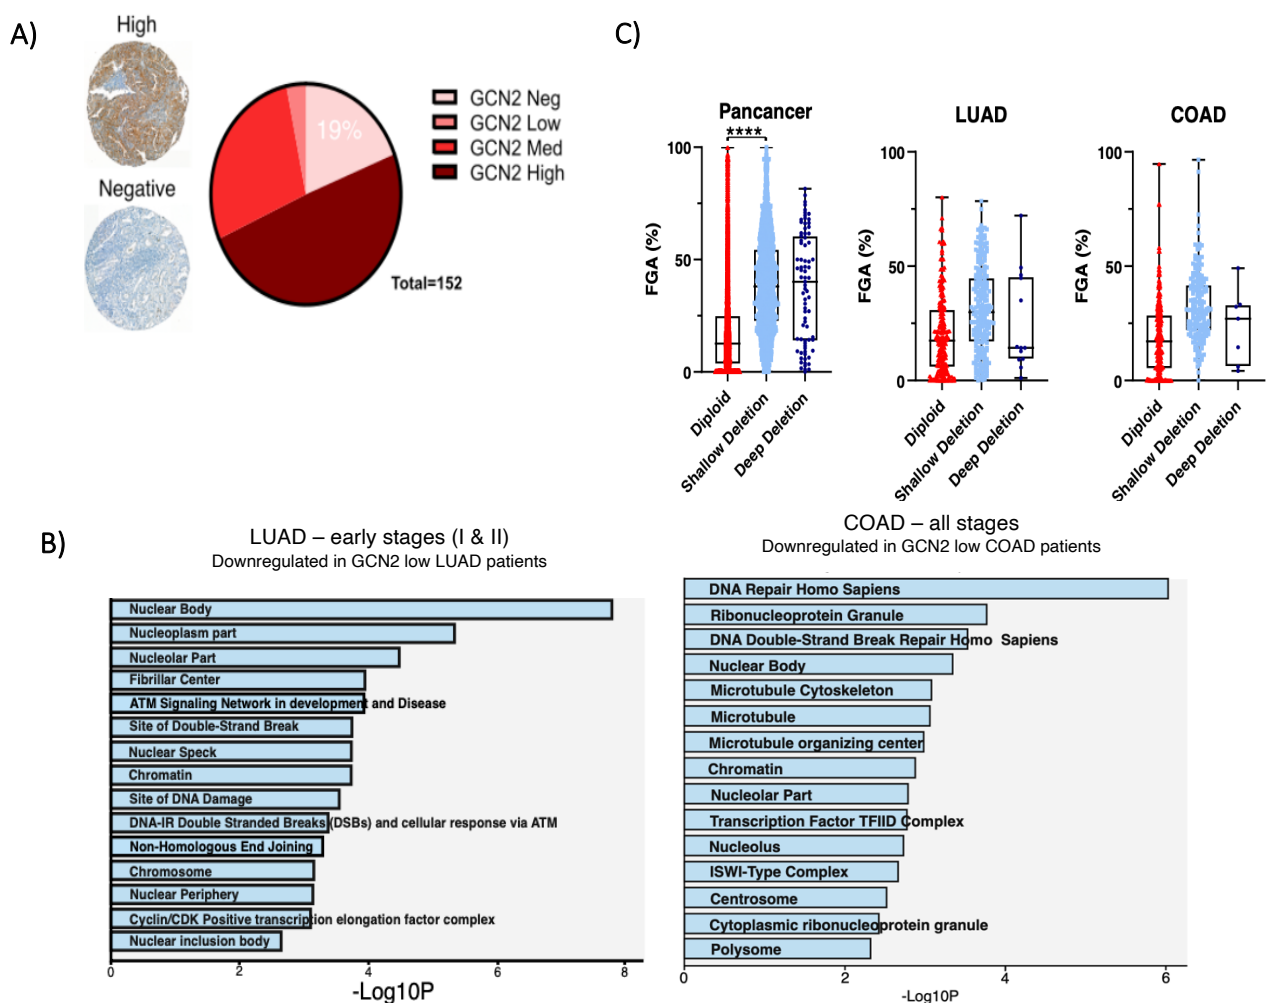 A)
High
Negative
19%
GCN2 Neg
GCN2 Low
GCN2 Med
GCN2 High
Total=152
C)
Pancancer
****
FGA (%)
100
50
0
Diploid
Shallow Deletion
Deep Deletion
LUAD
FGA (%)
100
50
0
Diploid
Shallow Deletion
Deep Deletion
COAD
FGA (%)
100
50
0
Diploid
Shallow Deletion
Deep Deletion
B)
LUAD – early stages (I & II)
Downregulated in GCN2 low LUAD patients
Nuclear Body
Nucleoplasm part
Nucleolar Part
Fibrillar Center
ATM Signaling Network in development and Disease
Site of Double-Strand Break
Nuclear Speck
Chromatin
Site of DNA Damage
DNA-IR Double Stranded Breaks (DSBs) and cellular response via ATM
Non-Homologous End Joining
Chromosome
Nuclear Periphery
Cyclin/CDK Positive transcription elongation factor complex
Nuclear inclusion body
0 2 4 6 8
-Log10P
COAD – all stages
Downregulated in GCN2 low COAD patients
DNA Repair Homo Sapiens
Ribonucleoprotein Granule
DNA Double-Strand Break Repair Homo Sapiens
Nuclear Body
Microtubule Cytoskeleton
Microtubule
Microtubule organizing center
Chromatin
Nucleolar Part
Transcription Factor TFIID Complex
Nucleolus
ISWI-Type Complex
Centrosome
Cytoplasmic ribonucleoprotein granule
Polysome
0 2 4 6
-Log10P